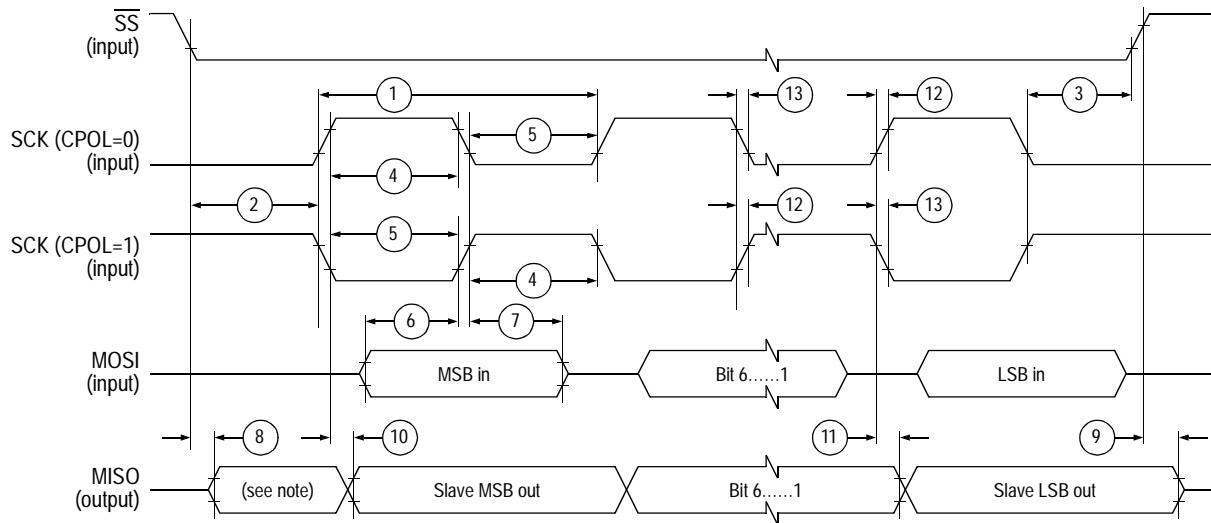 SS
(input)
1
13
12
3
SCK (CPOL=0)
(input)
5
4
2
12
13
SCK (CPOL=1)
(input)
5
4
6
7
MOSI
(input)
MSB in
Bit 6......1
LSB in
8
10
11
9
MISO
(output)
(see note)
Slave MSB out
Bit 6......1
Slave LSB out